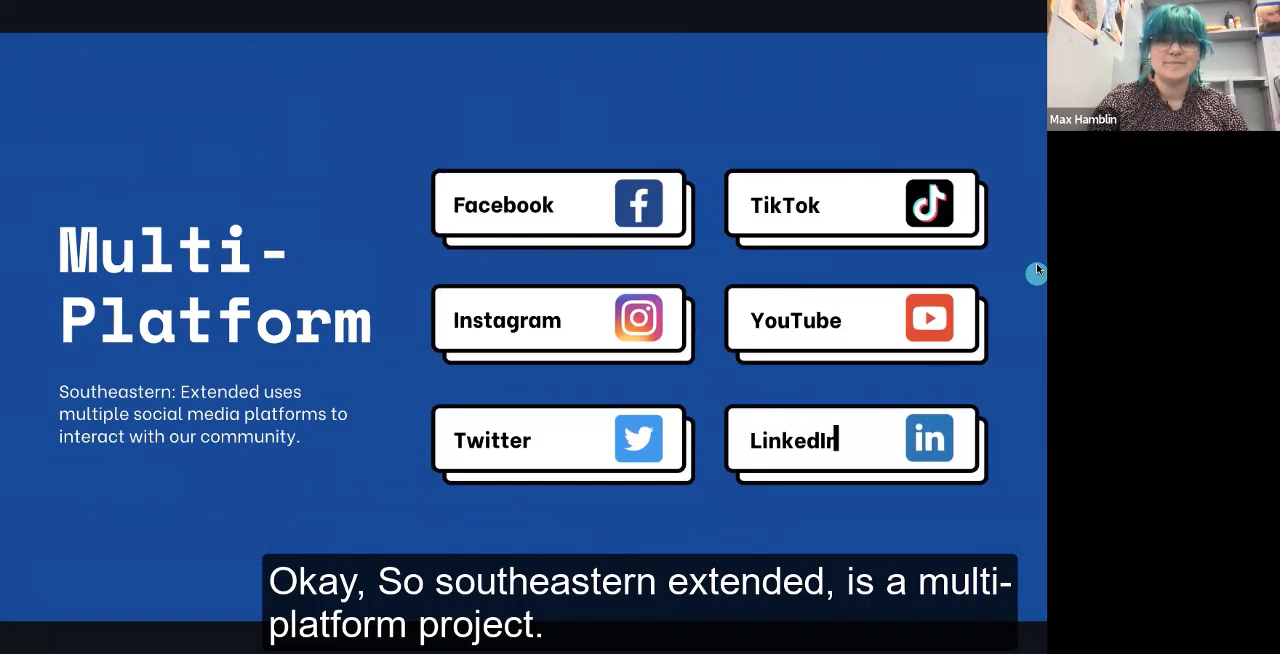 Max Hamblin
Multi-
Platform
Southeastern: Extended uses
multiple social media platforms to
interact with our community.
Facebook
TikTok
Instagram
YouTube
Twitter
LinkedIn
Okay, So southeastern extended, is a multi-
platform project.